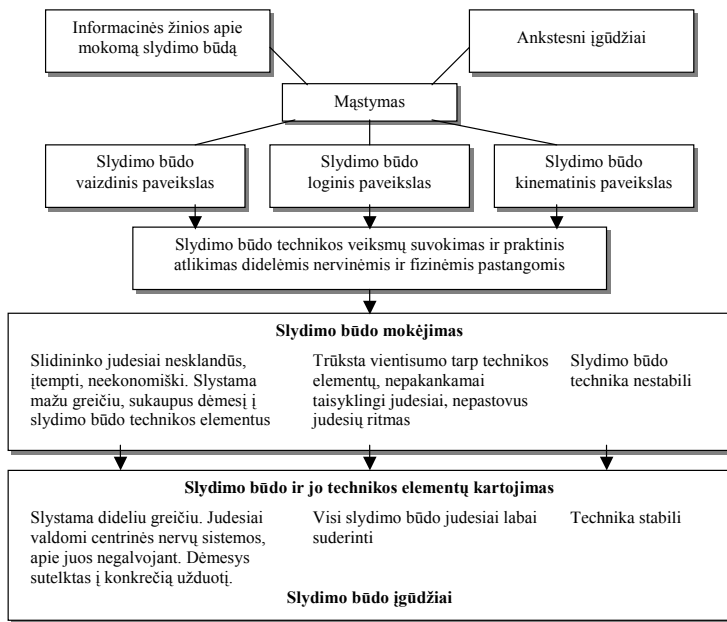 Informacinės žinios apie
mokomą slydimo būdą
Ankstesni įgūdžiai
Mąstymas
Slydimo būdo
vaizdinis paveikslas
Slydimo būdo
loginis paveikslas
Slydimo būdo
kinematinis paveikslas
Slydimo būdo technikos veiksmų suvokimas ir praktinis
atlikimas didelėmis nervinėmis ir fizinėmis pastangomis
Slydimo būdo mokėjimas
Slidininko judesiai nesklandūs,
įtempti, neekonomiški. Slystama
mažu greičiu, sukaupus dėmesį į
slydimo būdo technikos elementus
Trūksta vientisumo tarp technikos
elementų, nepakankamai
taisyklingi judesiai, nepastovus
judesių ritmas
Slydimo būdo
technika nestabili
Slydimo būdo ir jo technikos elementų kartojimas
Slystama dideliu greičiu. Judesiai
valdomi centrinės nervų sistemos,
apie juos negalvojant. Dėmesys
sutelktas į konkrečią užduotį.
Visi slydimo būdo judesiai labai
suderinti
Technika stabili
Slydimo būdo įgūdžiai